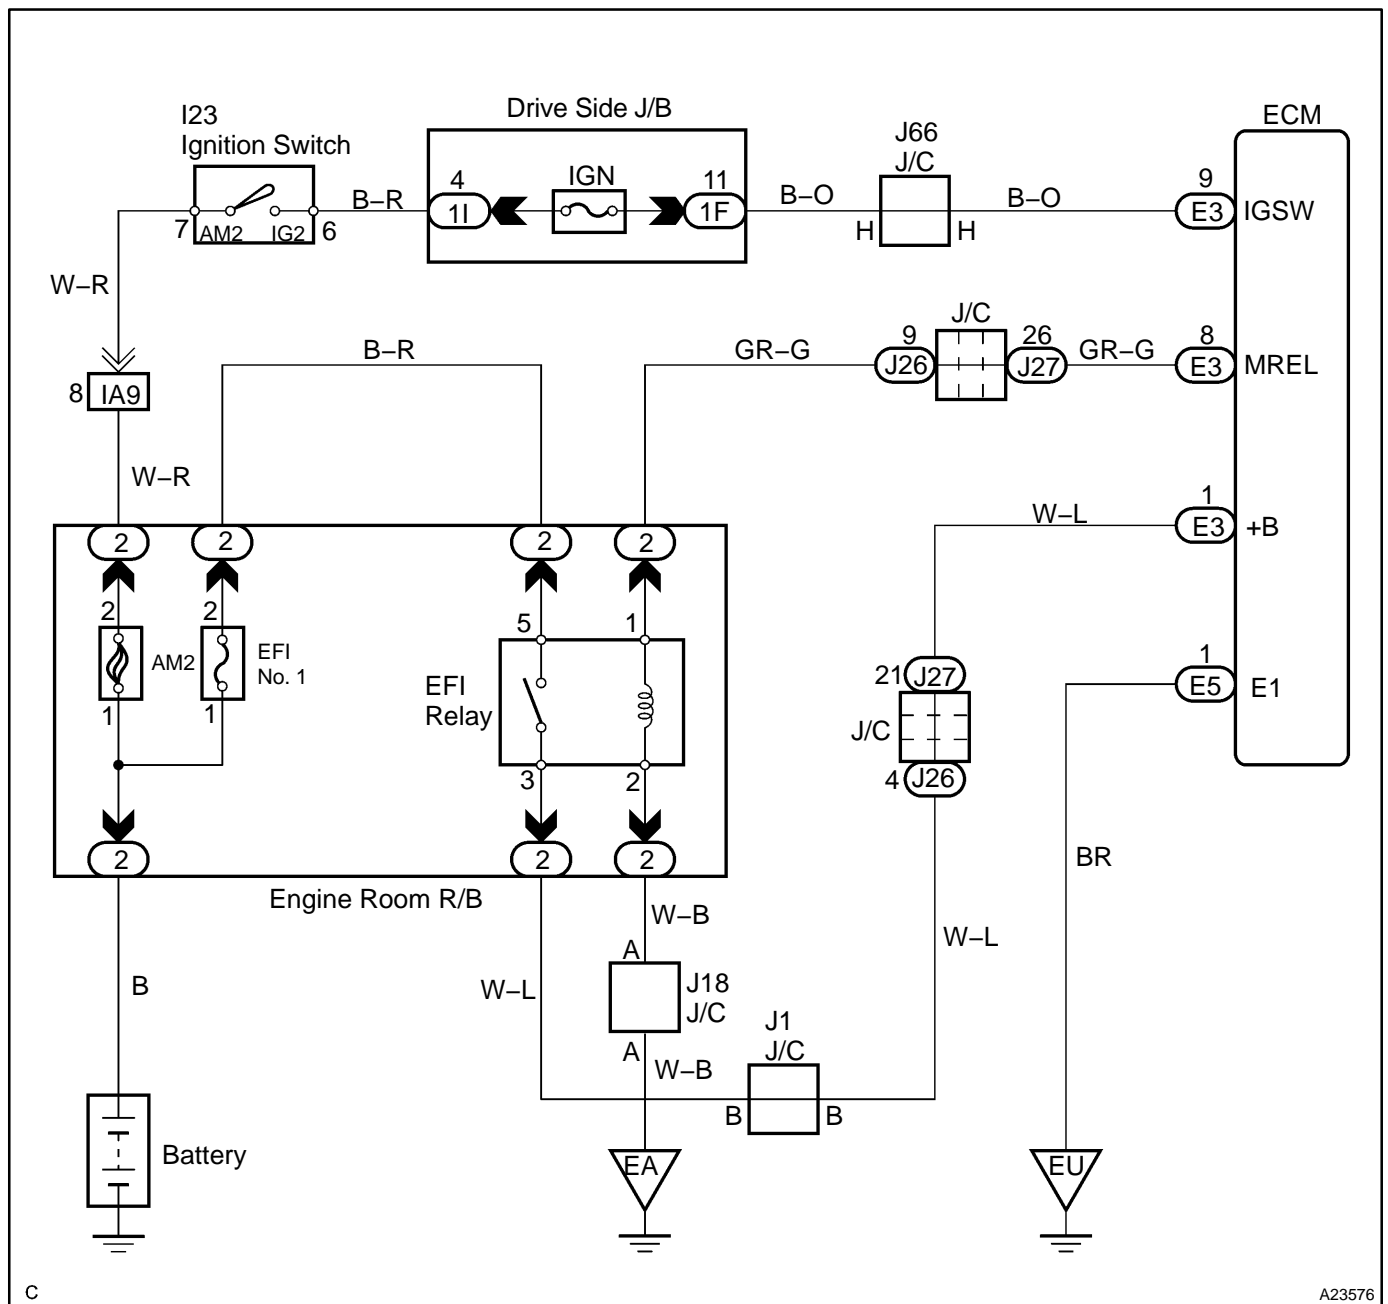 I23
Ignition Switch
Drive Side J/B
J66
J/C
ECM
4
IGN
11
9
B–R
1I
1F
B–O
B–O
E3
IGSW
7
AM2
IG2
6
H
H
W–R
J/C
B–R
GR–G
9
26
GR–G
8
J26
J27
E3
MREL
8
IA9
W–R
1
W–L
E3
+B
2
2
2
2
2
2
5
1
AM2
EFI
No. 1
EFI
Relay
1
1
3
2
1
E5
E1
21
J27
J/C
4
J26
2
2
2
Engine Room R/B
BR
W–B
W–L
A
B
W–L
J18
J/C
J1
J/C
A
W–B
B
B
Battery
EA
EU
C
A23576